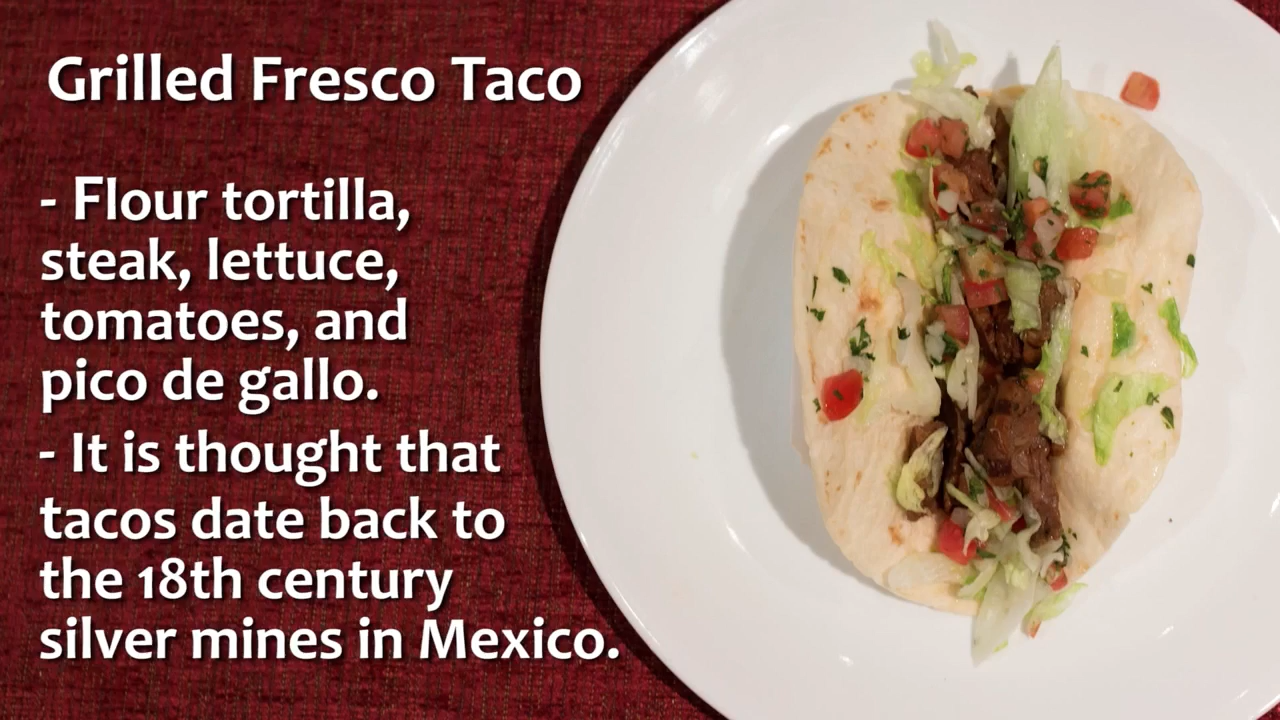 Grilled Fresco Taco
- Flour tortilla,
steak, lettuce,
tomatoes, and
pico de gallo.
- It is thought that
tacos date back to
the 18th century
silver mines in Mexico.